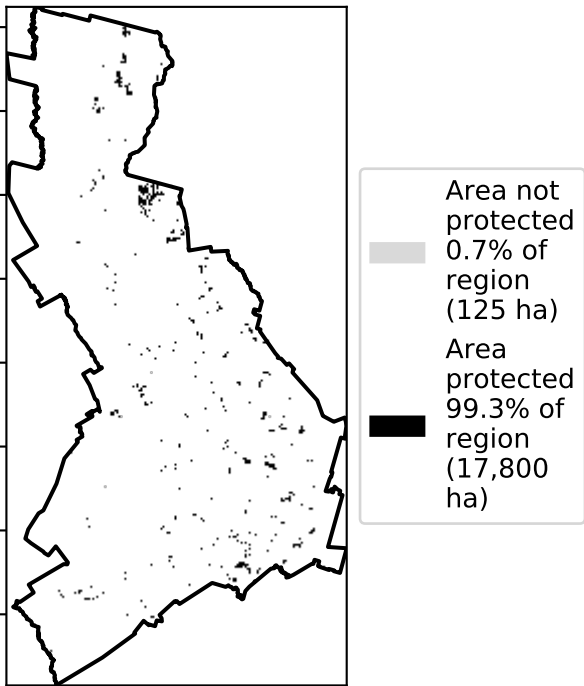 Area not
protected
0.7% of
region
(125 ha)
Area
protected
99.3% of
region
(17,800
ha)